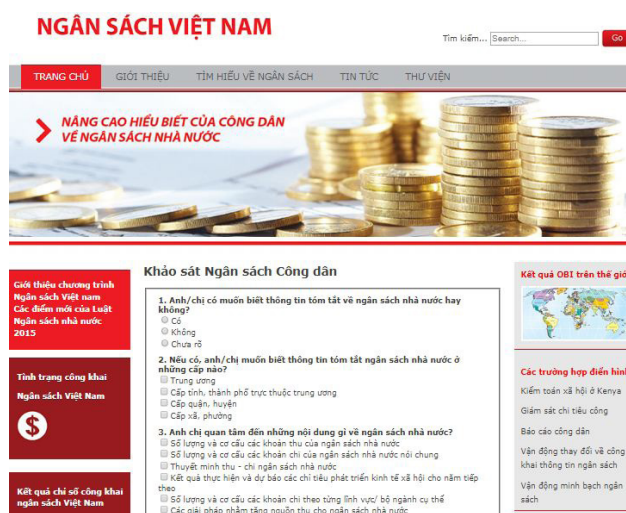 NGÂN SÁCH VIỆT NAM
Tìm kiếm... Search... Go
TRANG CHỦ GIỚI THIỆU TÌM HIỂU VỀ NGÂN SÁCH TIN TỨC THƯ VIỆN
NÂNG CAO HIỂU BIẾT CỦA CÔNG DÂN
VỀ NGÂN SÁCH NHÀ NƯỚC
Giới thiệu chương trình
Ngân sách Việt nam
Các điểm mới của Luật
Ngân sách nhà nước
2015
Tình trạng công khai
Ngân sách Việt Nam
$
Kết quả chỉ số công khai
ngân sách Việt Nam
Khảo sát Ngân sách Công dân
1. Anh/chị có muốn biết thông tin tóm tắt về ngân sách nhà nước hay
không?
Có
Không
Chưa rõ
2. Nếu có, anh/chị muốn biết thông tin tóm tắt ngân sách nhà nước ở
những cấp nào?
Trung ương
Cấp tỉnh, thành phố trực thuộc trung ương
Cấp quận, huyện
Cấp xã, phường
3. Anh chị quan tâm đến những nội dung gì về ngân sách nhà nước?
Số lượng và cơ cấu các khoản thu của ngân sách nhà nước
Số lượng và cơ cấu các khoản chi của ngân sách nhà nước nói chung
Thuyết minh thu - chi ngân sách nhà nước
Kết quả thực hiện và dự báo các chỉ tiêu phát triển kinh tế xã hội cho năm tiếp
theo
Số lượng và cơ cấu các khoản chi theo từng lĩnh vực/ bộ ngành cụ thể
Các giải pháp nhằm tăng nguồn thu cho ngân sách nhà nước
Kết quả OBI trên thế giới
Các trường hợp điển hình
Kiểm toán xã hội ở Kenya
Giám sát chi tiêu công
Báo cáo công dân
Vận động thay đổi về công
khai thông tin ngân sách
Vận động minh bạch ngân
sách